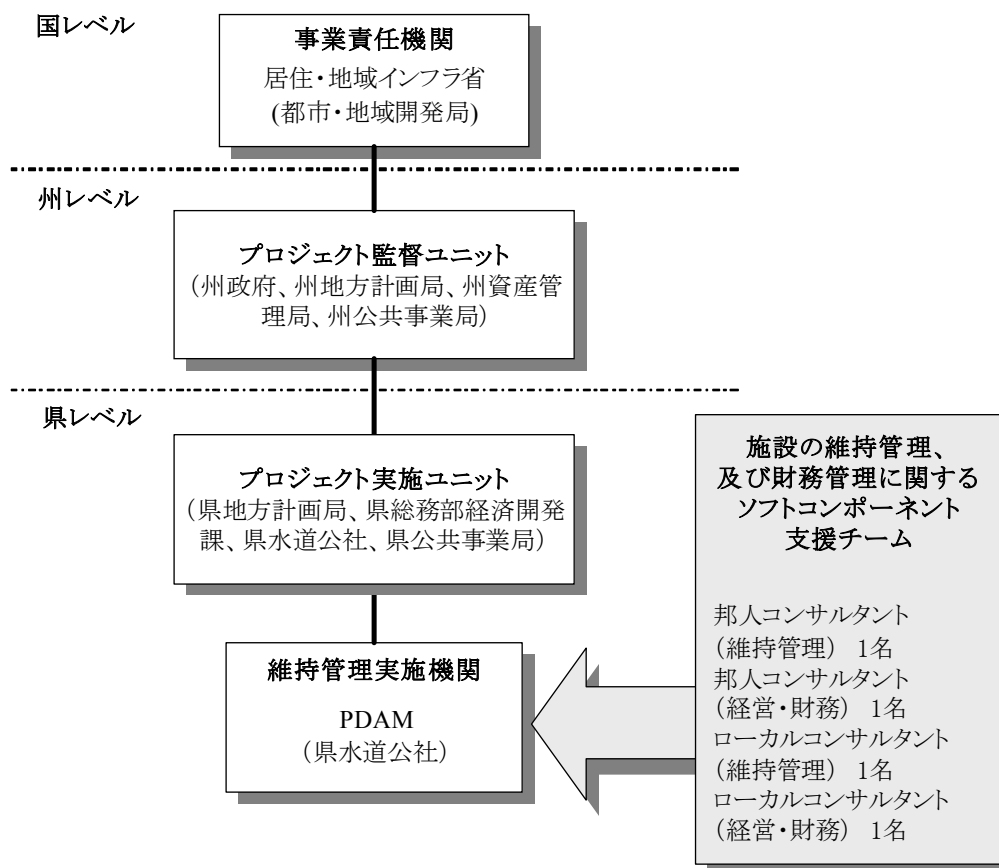 国レベル
事業責任機関
居住・地域インフラ省
(都市・地域開発局)
州レベル
プロジェクト監督ユニット
（州政府、州地方計画局、州資産管
理局、州公共事業局）
県レベル
プロジェクト実施ユニット
（県地方計画局、県総務部経済開発
課、県水道公社、県公共事業局）
維持管理実施機関
PDAM
（県水道公社）
施設の維持管理、
及び財務管理に関する
ソフトコンポーネント
支援チーム
邦人コンサルタント
（維持管理） 1名
邦人コンサルタント
（経営・財務） 1名
ローカルコンサルタント
（維持管理） 1名
ローカルコンサルタント
（経営・財務） 1名